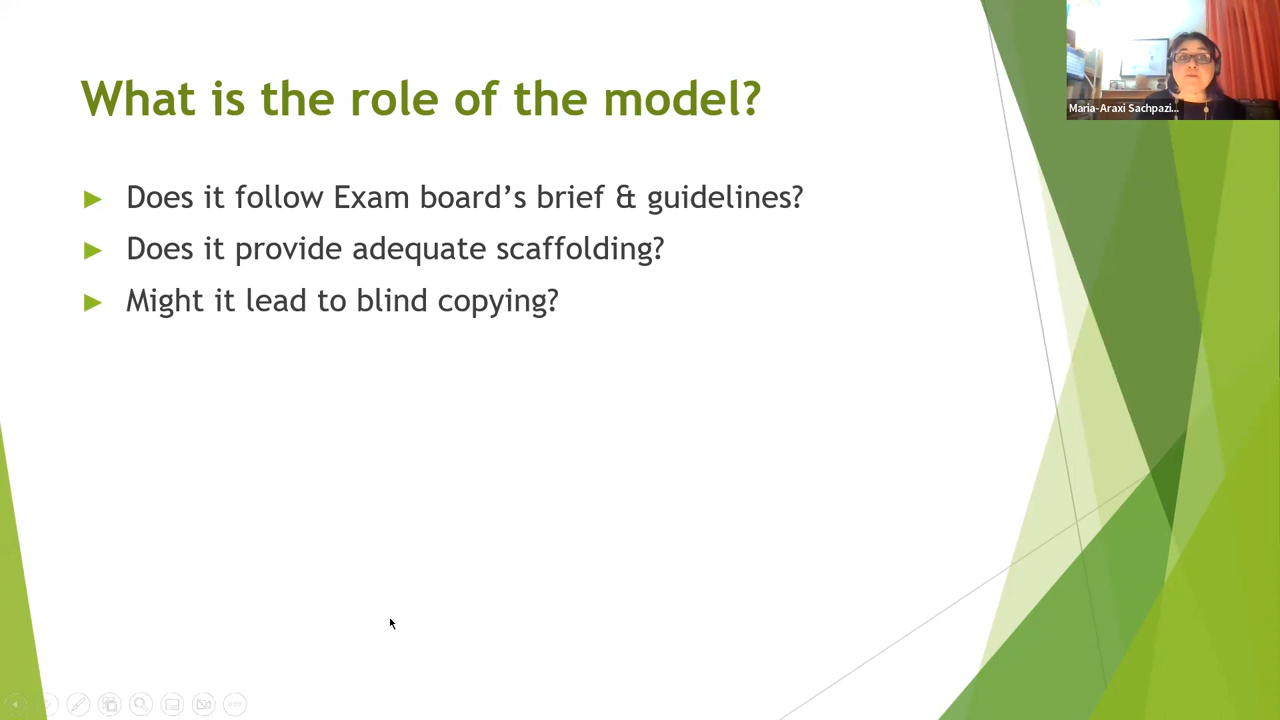 What is the role of the model?
Does it follow Exam board's brief & guidelines?
Does it provide adequate scaffolding?
Might it lead to blind copying?
Maria-Araxi Sachpazi...